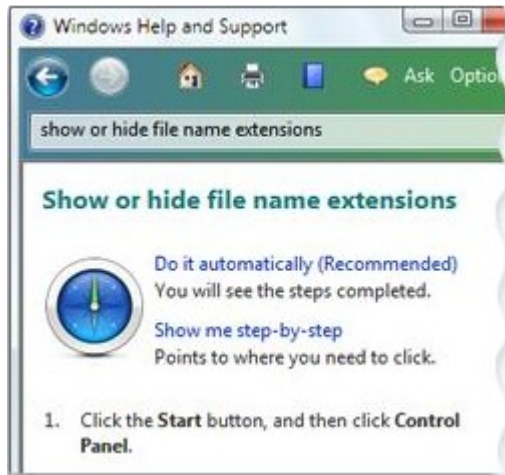 Windows Help and Support
Ask
show or hide file name extensions
Show or hide file name extensions
Do it automatically (Recommended)
You will see the steps completed.
Show me step-by-step
Points to where you need to click.
1. Click the Start button, and then click Control
Panel.